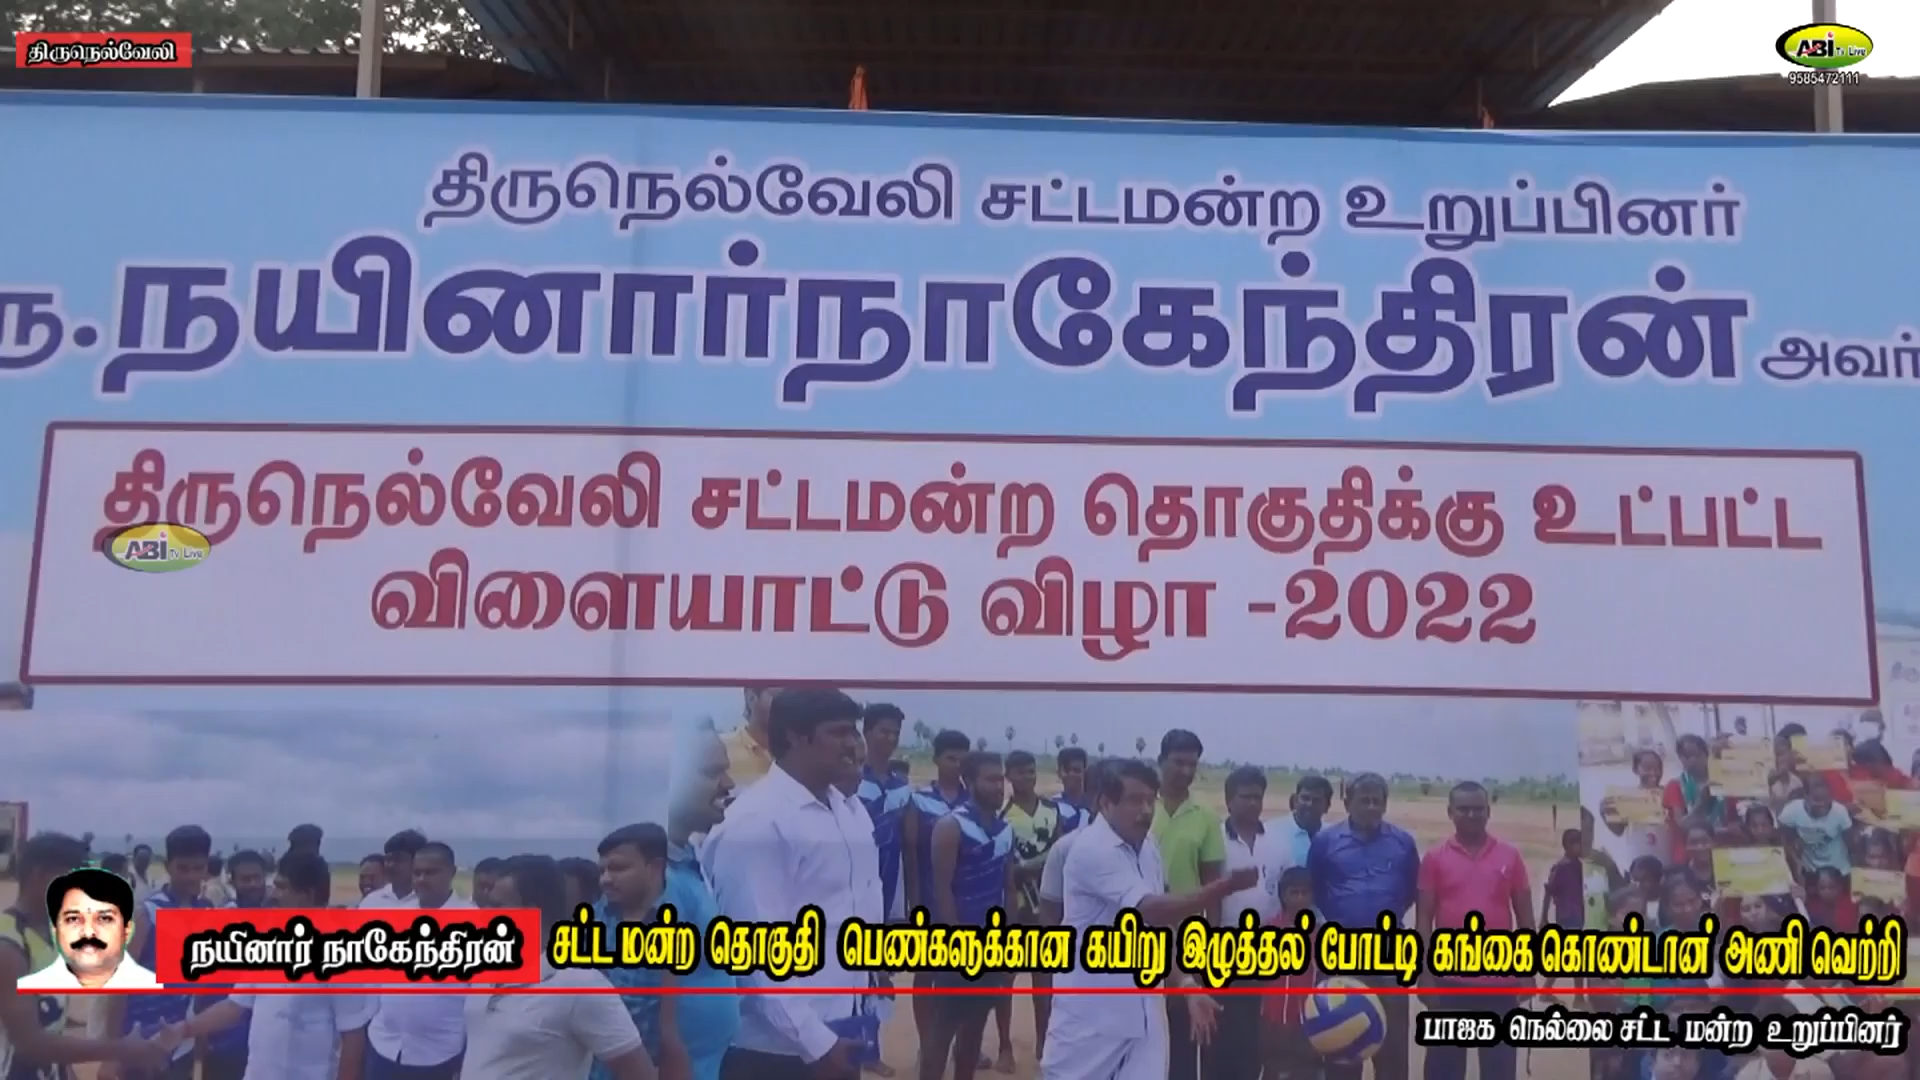 திருநெல்வேலி
ABi Tv Live
9585472111
திருநெல்வேலி சட்டமன்ற உறுப்பினர்
ரு.நயினார்நாகேந்திரன் அவர்
திருநெல்வேலி சட்டமன்ற தொகுதிக்கு உட்பட்ட
ABi Tv Live
விளையாட்டு விழா -2022
நயினார் நாகேந்திரன் சட்ட மன்ற தொகுதி பெண்களுக்கான கயிறு இழுத்தல் போட்டி கங்கை கொண்டான் அணி வெற்றி
பாஜக நெல்லை சட்ட மன்ற உறுப்பினர்